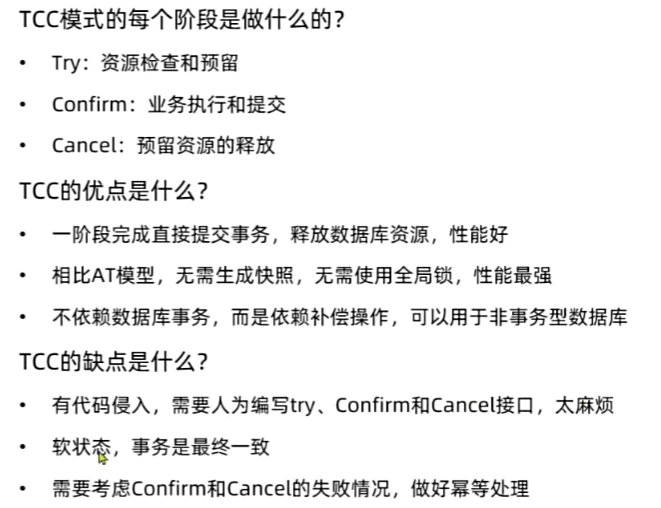 TCC模式的每个阶段是做什么的？
• Try：资源检查和预留
• Confirm：业务执行和提交
• Cancel：预留资源的释放
TCC的优点是什么？
• 一阶段完成直接提交事务，释放数据库资源，性能好
• 相比AT模型，无需生成快照，无需使用全局锁，性能最强
• 不依赖数据库事务，而是依赖补偿操作，可以用于非事务型数据库
TCC的缺点是什么？
• 有代码侵入，需要人为编写try、Confirm和Cancel接口，太麻烦
• 软状态，事务是最终一致
• 需要考虑Confirm和Cancel的失败情况，做好幂等处理